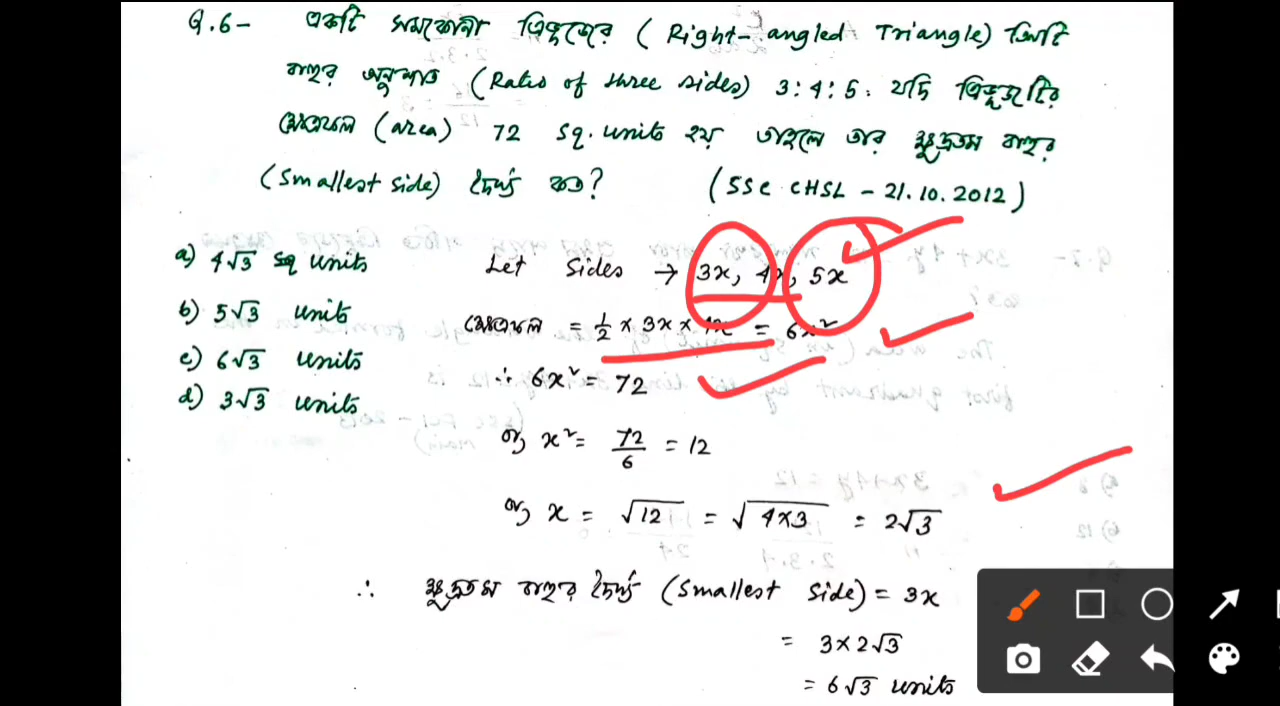 Q.6- একটি সমকোনী ত্রিভুজের (Right-angled Triangle) তিনটি
বাহুর অনুপাত (Ratio of three sides) 3:4:5. যদি ত্রিভুজটির
ক্ষেত্রফল (area) 72 sq. units হয় তাহলে তার ক্ষুদ্রতম বাহুর
(Smallest side) দৈর্ঘ্য কত? (SSC CHSL - 21.10.2012)
a) 4√3 sq units
Let Sides → 3x, 4x, 5x
b) 5√3 units
ক্ষেত্রফল = 1/2 × 3x × 4x = 6x²
c) 6√3 units
∴ 6x² = 72
d) 3√3 units
বা, x² = 72/6 = 12
বা, x = √12 = √4×3 = 2√3
∴ ক্ষুদ্রতম বাহুর দৈর্ঘ্য (Smallest side) = 3x
= 3×2√3
= 6√3 units